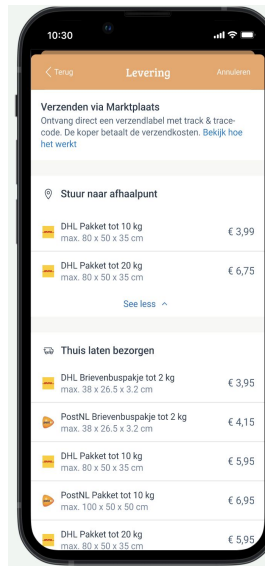 10:30
Terug
Levering
Annuleren
Verzenden via Marktplaats
Ontvang direct een verzendlabel met track & trace-
code. De koper betaalt de verzendkosten. Bekijk hoe
het werkt
Stuur naar afhaalpunt
DHL Pakket tot 10 kg
max. 80 x 50 x 35 cm
€ 3,99
DHL Pakket tot 20 kg
max. 80 x 50 x 35 cm
€ 6,75
See less
Thuis laten bezorgen
DHL Brievenbuspakje tot 2 kg
max. 38 x 26.5 x 3.2 cm
€ 3,95
PostNL Brievenbuspakje tot 2 kg
max. 38 x 26.5 x 3.2 cm
€ 4,15
DHL Pakket tot 10 kg
max. 80 x 50 x 35 cm
€ 5,95
PostNL Pakket tot 10 kg
max. 100 x 50 x 50 cm
€ 6,95
DHL Pakket tot 20 kg
max. 80 x 50 x 35 cm
€ 5,95